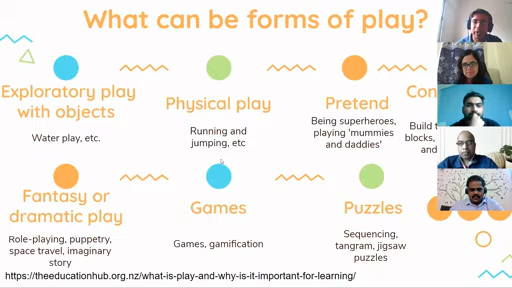 What can be forms of play?
Exploratory play
with objects
Water play, etc.
Physical play
Running and
jumping, etc
Pretend
Being superheroes,
playing 'mummies
and daddies'
Build
blocks,
and
Fantasy or
dramatic play
Role-playing, puppetry,
space travel, imaginary
story
Games
Games, gamification
Puzzles
Sequencing,
tangram, jigsaw
puzzles
https://theeducationhub.org.nz/what-is-play-and-why-is-it-important-for-learning/